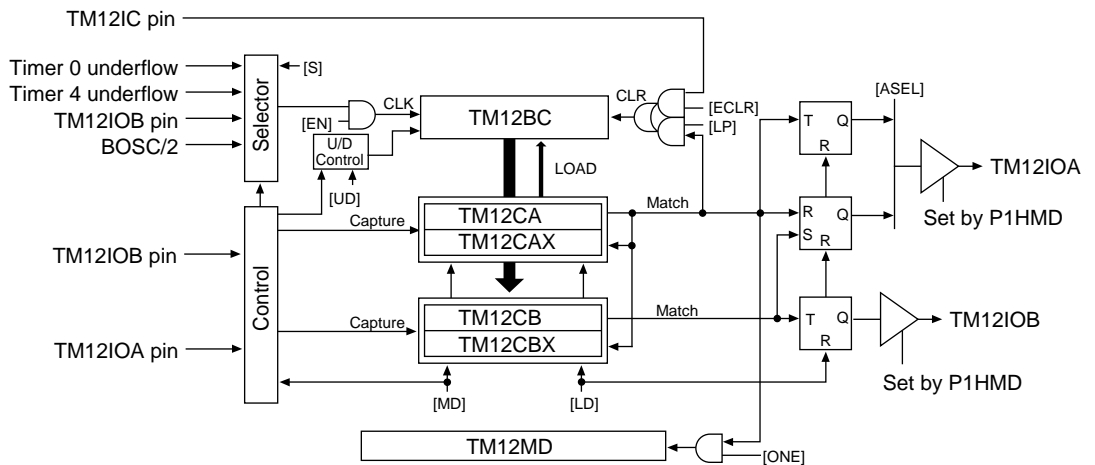 TM12IC pin
Timer 0 underflow
Timer 4 underflow
TM12IOB pin
BOSC/2
Selector
[S]
[EN]
CLK
U/D
Control
[UD]
TM12BC
CLR
[ECLR]
[LP]
LOAD
[ASEL]
T
Q
R
TM12IOA
Set by P1HMD
TM12IOB pin
TM12IOA pin
Control
Capture
TM12CA
TM12CAX
Match
R
S
Q
R
Capture
TM12CB
TM12CBX
Match
T
Q
R
TM12IOB
Set by P1HMD
[MD]
[LD]
TM12MD
[ONE]